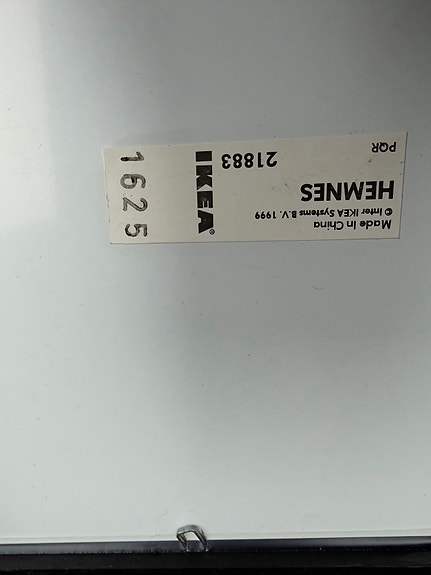 PQR
HEMNES
© Inter IKEA Systems B.V. 1999
Made In China
21883
IKEA®
1625